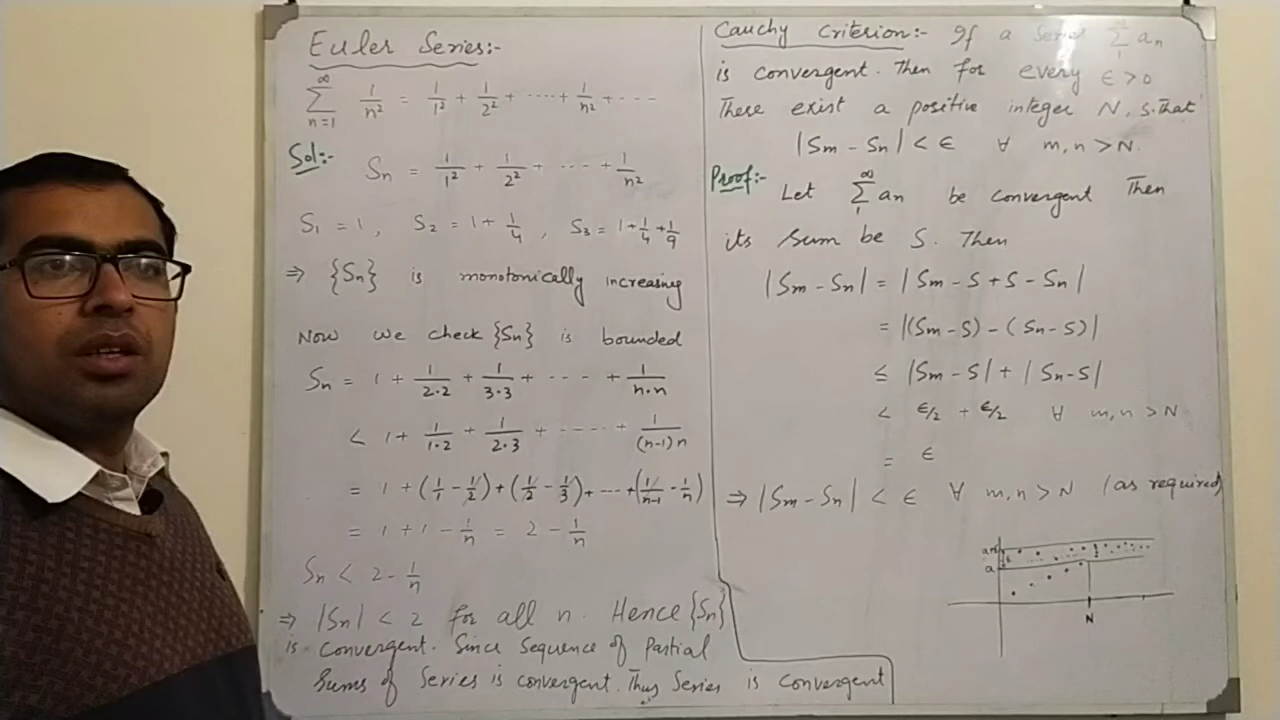 Euler Series:-
∞
∑ 1/n² = 1/1² + 1/2² + ---- + 1/n² + ---
n=1
Sol:- Sn = 1/1² + 1/2² + ---- + 1/n²
S1 = 1, S2 = 1 + 1/4, S3 = 1+1/4+1/9
⇒ {Sn} is monotonically increasing
Now we check {Sn} is bounded
Sn = 1 + 1/2·2 + 1/3·3 + ---- + 1/n·n
< 1 + 1/1·2 + 1/2·3 + ---- + 1/(n-1)n
= 1 + (1/1 - 1/2) + (1/2 - 1/3) + --- + (1/n-1 - 1/n)
= 1 + 1 - 1/n = 2 - 1/n
Sn < 2 - 1/n
⇒ |Sn| < 2 for all n. Hence {Sn}
is convergent. Since Sequence of Partial
Sums of Series is convergent. Thus Series is Convergent
Cauchy Criterion:- If a Series ∞∑1 an
is convergent. Then for every ϵ > 0
There exist a positive integer N, s.that
|Sm - Sn| < ϵ ∀ m, n > N.
Proof:- Let ∞∑1 an be convergent Then
its sum be S. Then
|Sm - Sn| = |Sm - S + S - Sn|
= |(Sm - S) - (Sn - S)|
≤ |Sm - S| + |Sn - S|
< ϵ/2 + ϵ/2 ∀ m, n > N
= ϵ
⇒ |Sm - Sn| < ϵ ∀ m, n > N (as required)
a
N